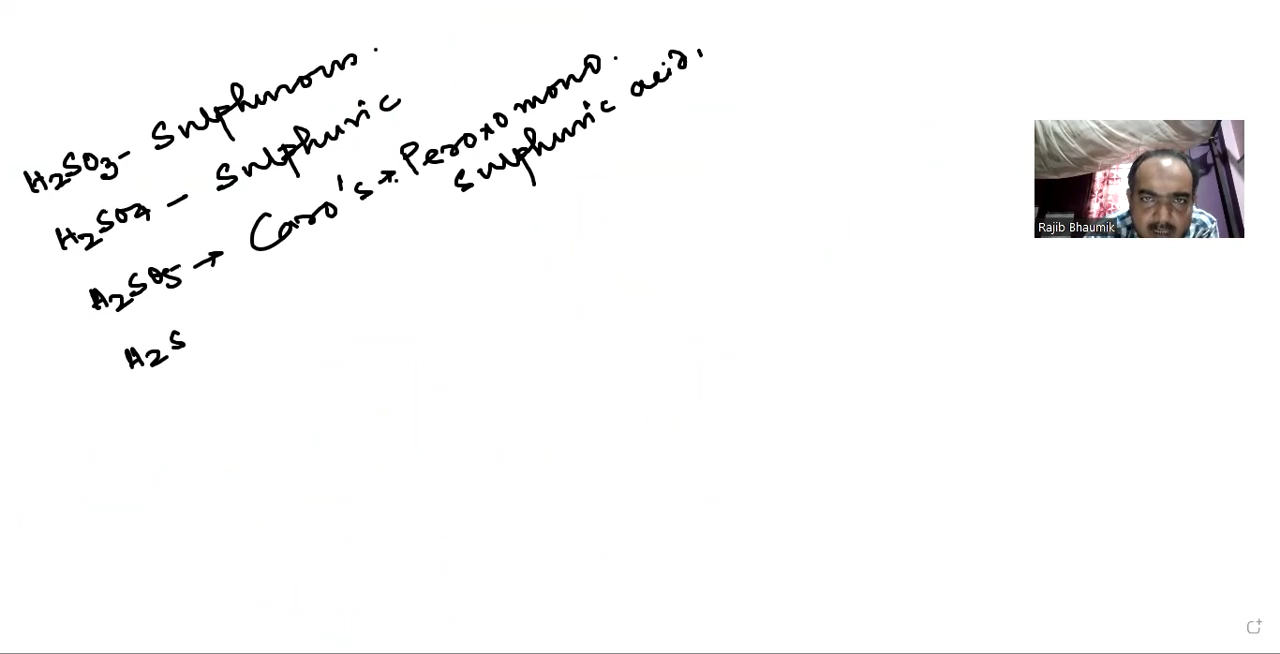 H2SO3 - Sulphurous.
H2SO4 - Sulphuric
H2SO5 → Caro's *. Peroxo mono.
sulphuric acid.
H2S
Rajib Bhaumik